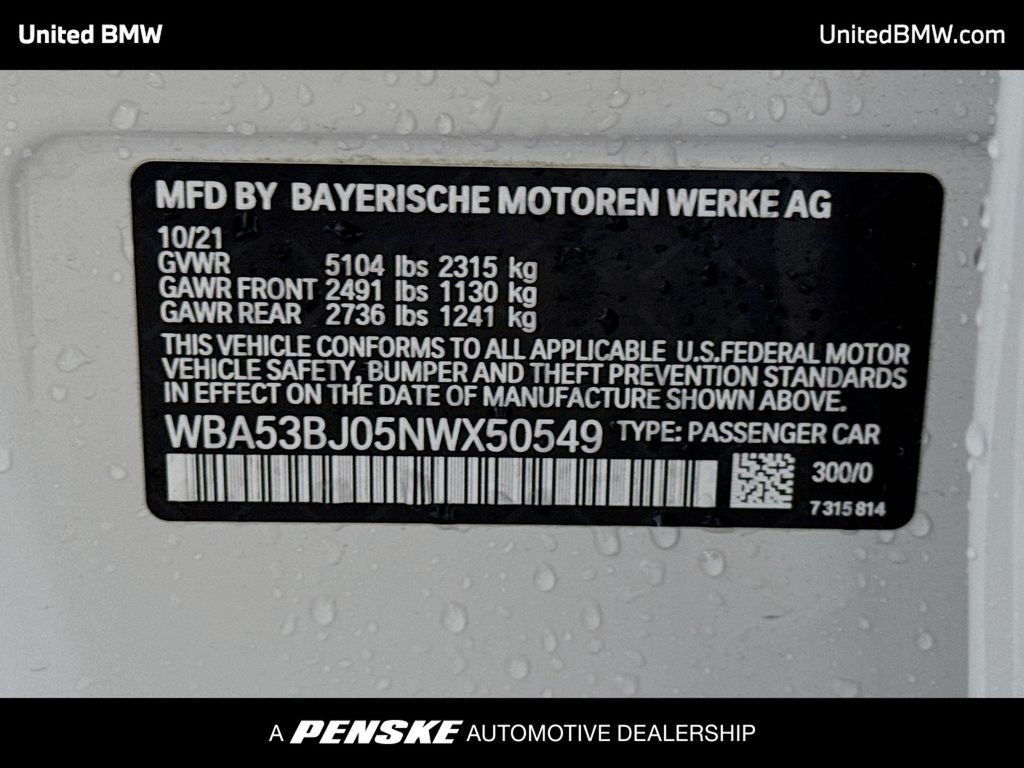 United BMW
UnitedBMW.com
MFD BY BAYERISCHE MOTOREN WERKE AG
10/21
GVWR 5104 lbs 2315 kg
GAWR FRONT 2491 lbs 1130 kg
GAWR REAR 2736 lbs 1241 kg
THIS VEHICLE CONFORMS TO ALL APPLICABLE U.S.FEDERAL MOTOR
VEHICLE SAFETY, BUMPER AND THEFT PREVENTION STANDARDS
IN EFFECT ON THE DATE OF MANUFACTURE SHOWN ABOVE.
WBA53BJ05NWX50549 TYPE: PASSENGER CAR
300/0
7 315 814
A PENSKE AUTOMOTIVE DEALERSHIP